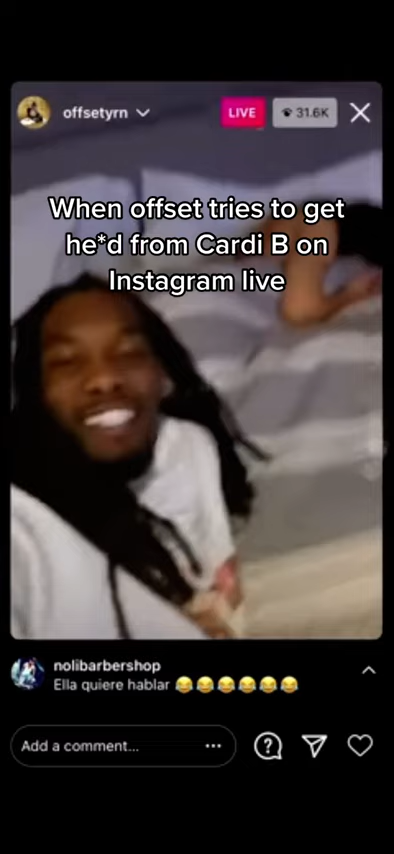 offsetyrn
LIVE
31.6K
When offset tries to get
he*d from Cardi B on
Instagram live
nolibarbershop
Ella quiere hablar 😂😂😂😂😂😂
Add a comment...